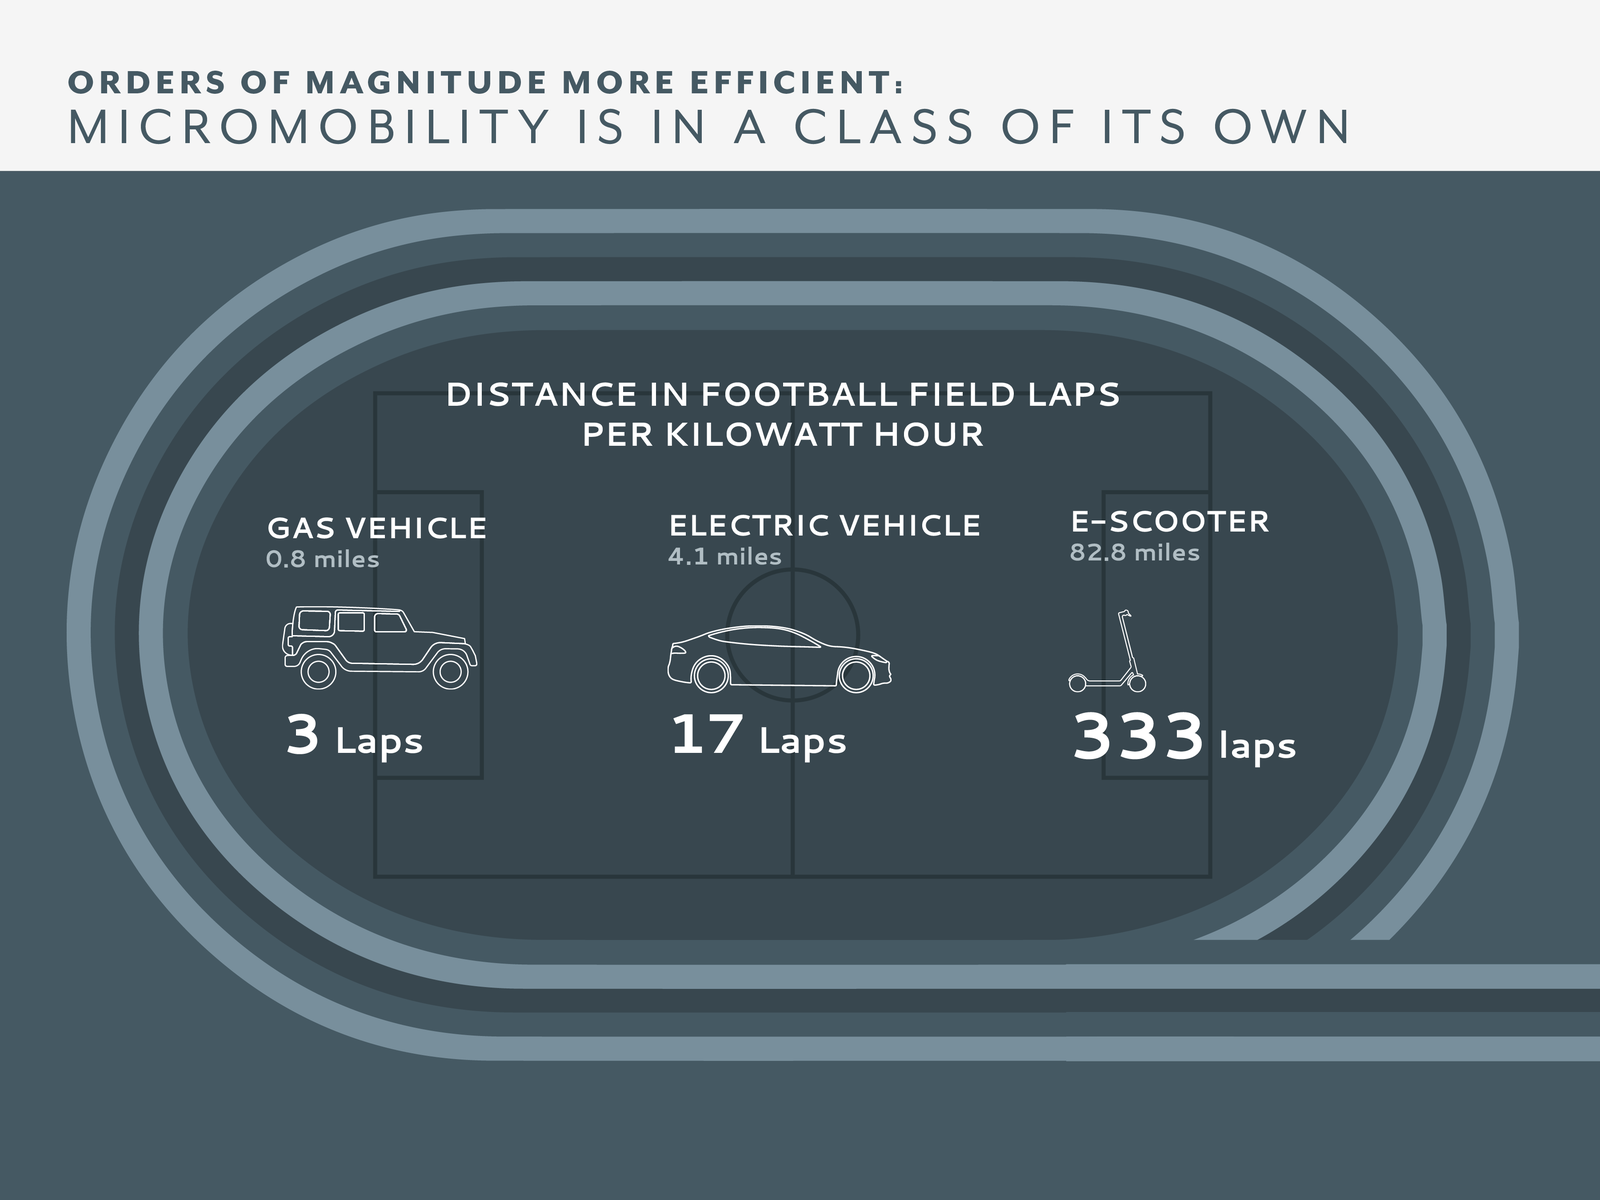 ORDERS OF MAGNITUDE MORE EFFICIENT:
MICROMOBILITY IS IN A CLASS OF ITS OWN
DISTANCE IN FOOTBALL FIELD LAPS
PER KILOWATT HOUR
GAS VEHICLE
0.8 miles
3 Laps
ELECTRIC VEHICLE
4.1 miles
17 Laps
E-SCOOTER
82.8 miles
333 laps